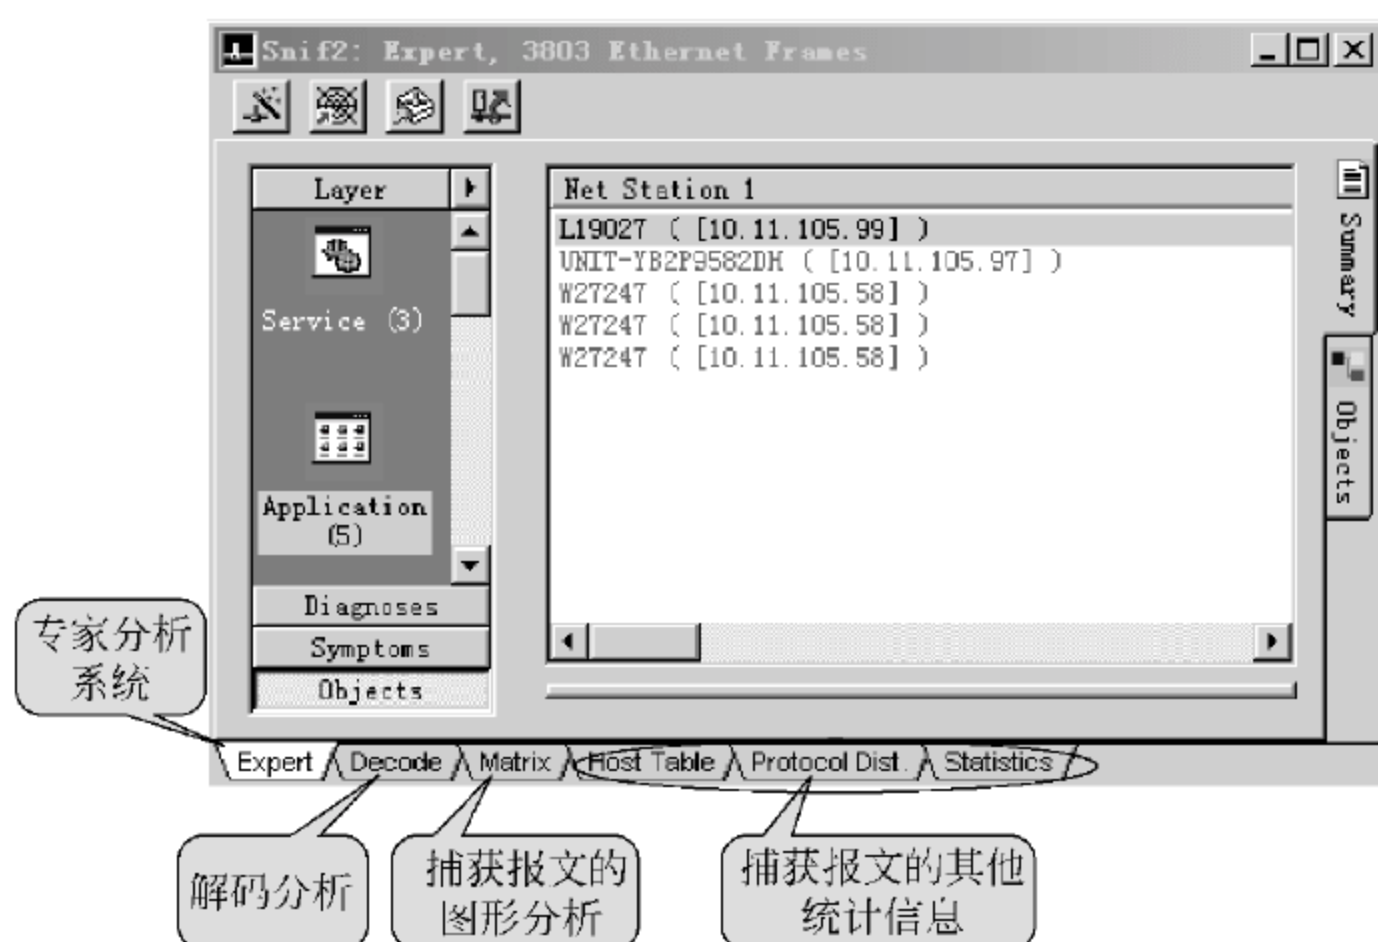 Snif2: Expert, 3803 Ethernet Frames
Layer
Service (3)
Application
(5)
Diagnoses
Symptoms
Objects
Net Station 1
L19027 ( [10.11.105.99] )
UNIT-YB2P9582DH ( [10.11.105.97] )
W27247 ( [10.11.105.58] )
W27247 ( [10.11.105.58] )
W27247 ( [10.11.105.58] )
Summary
Objects
专家分析
系统
Expert
Decode
Matrix
Host Table
Protocol Dist.
Statistics
解码分析
捕获报文的
图形分析
捕获报文的其他
统计信息